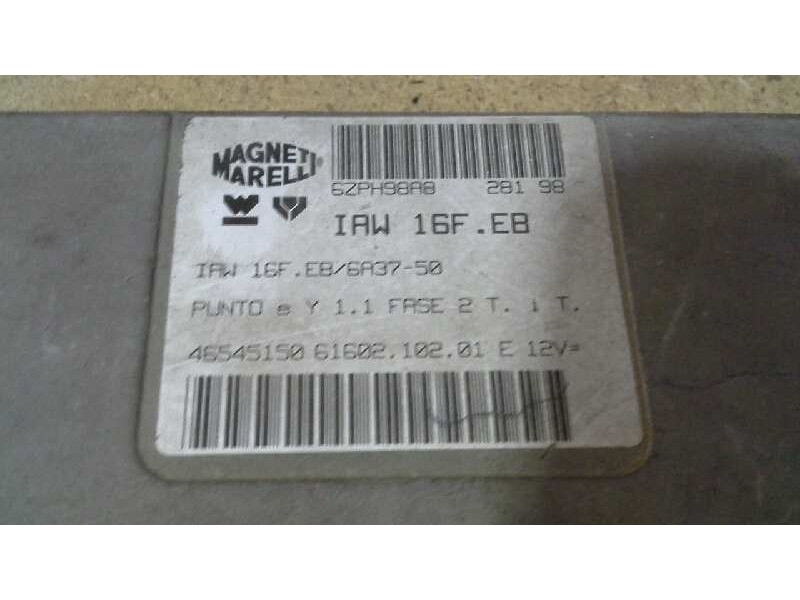 MAGNETI
MARELLI®
6ZPH98A8 281 98
IAW 16F.EB
IAW 16F.EB/6A37-50
PUNTO e Y 1.1 FASE 2 T. i T.
46545150 61602.102.01 E 12V=